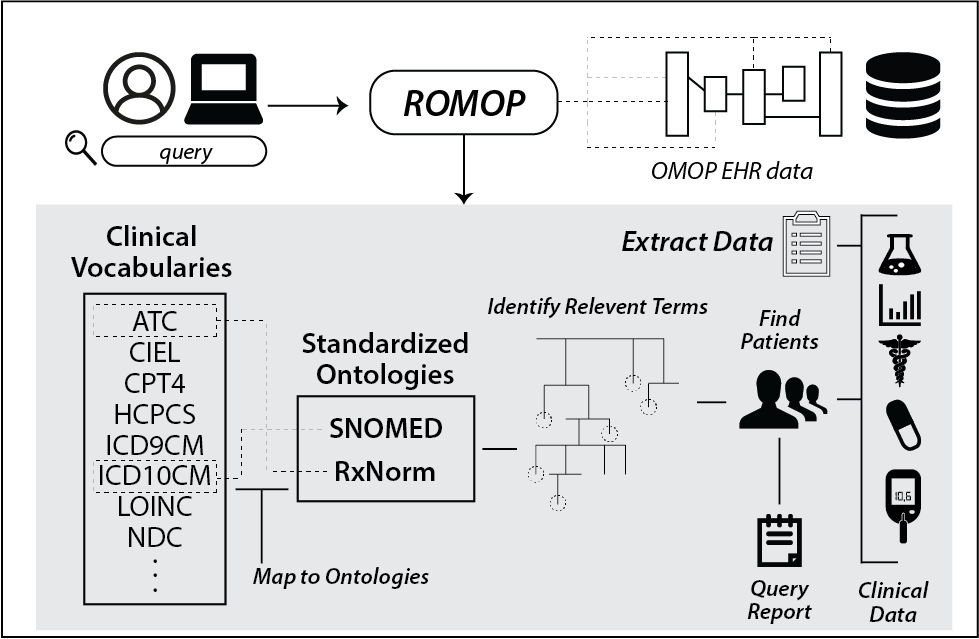 ROMOP
query
OMOP EHR data
Clinical
Vocabularies
ATC
CIEL
CPT4
HCPCS
ICD9CM
ICD10CM
LOINC
NDC
Map to Ontologies
Standardized
Ontologies
SNOMED
RxNorm
Identify Relevent Terms
Extract Data
Find
Patients
Query
Report
10,6
Clinical
Data